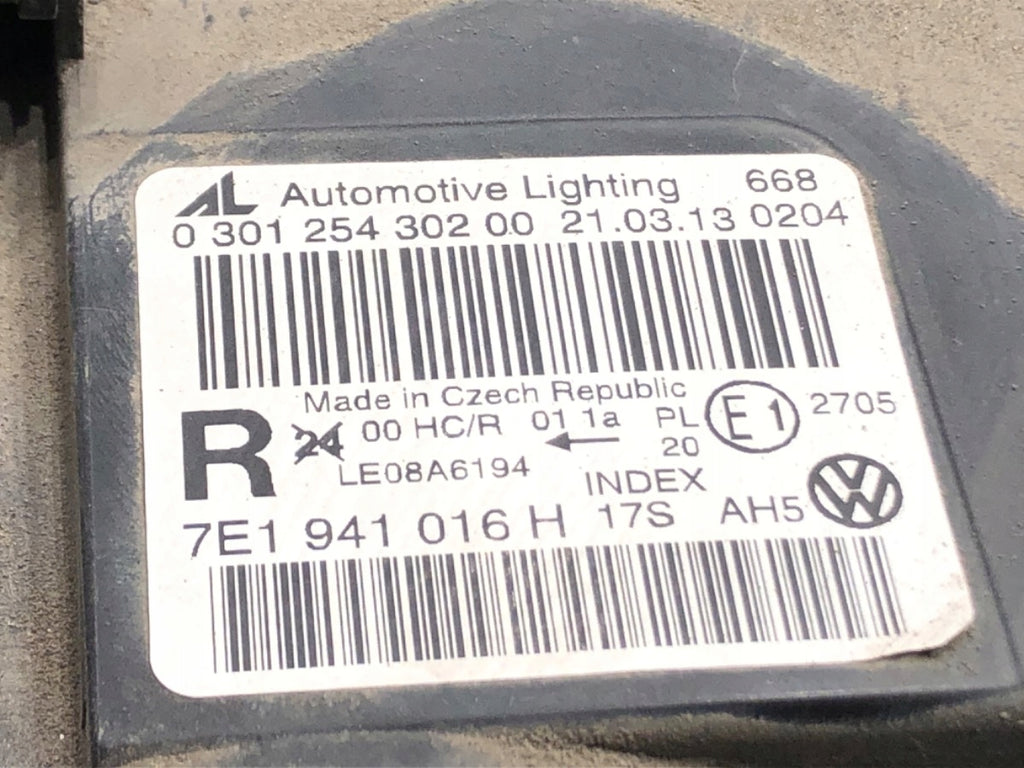 AL Automotive Lighting 668
0 301 254 302 00 21.03.13 0204
Made in Czech Republic
R 24 00 HC/R 01 1a PL E1 2705
LE08A6194 20
INDEX
7E1 941 016 H 17S AH5 VW